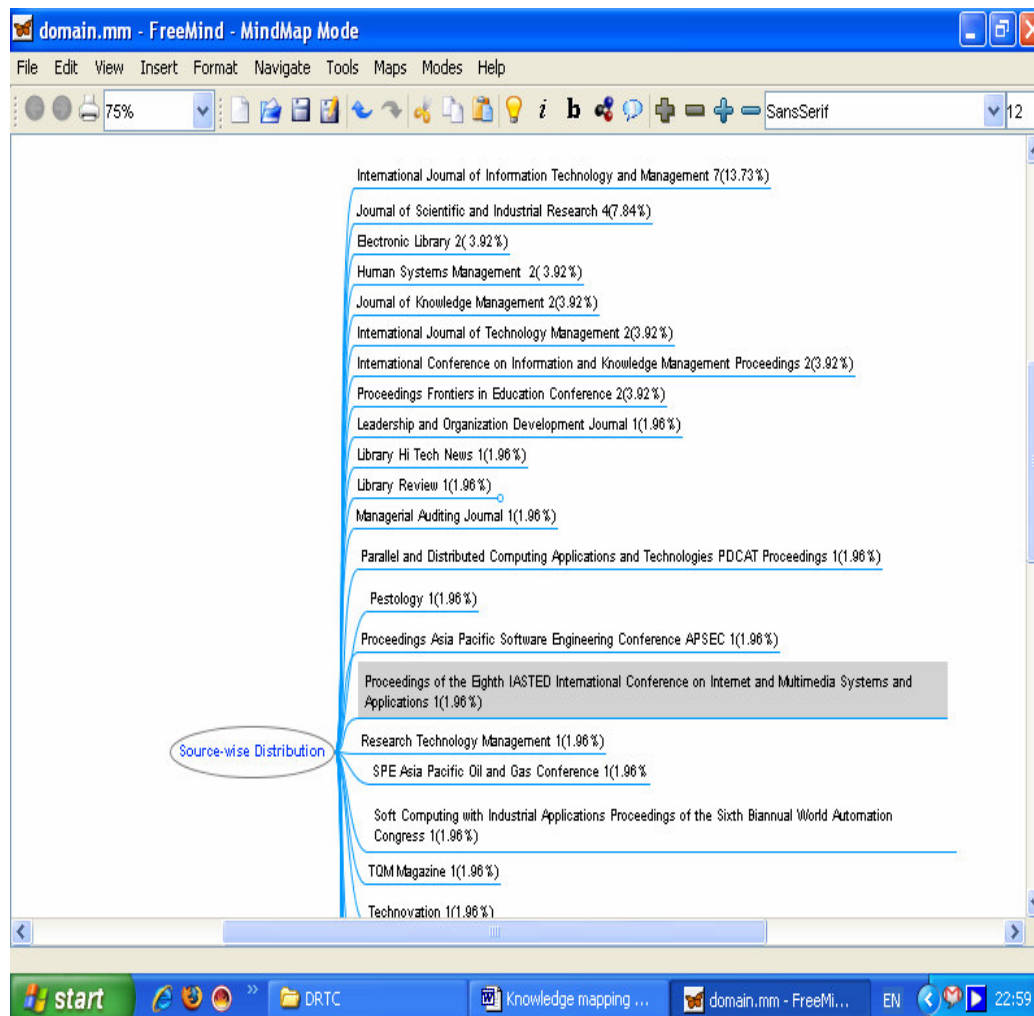 domain.mm - FreeMind - MindMap Mode
File Edit View Insert Format Navigate Tools Maps Modes Help
75% i b SansSerif 12
International Journal of Information Technology and Management 7(13.73%)
Journal of Scientific and Industrial Research 4(7.84%)
Electronic Library 2( 3.92%)
Human Systems Management 2( 3.92%)
Journal of Knowledge Management 2(3.92%)
International Journal of Technology Management 2(3.92%)
International Conference on Information and Knowledge Management Proceedings 2(3.92%)
Proceedings Frontiers in Education Conference 2(3.92%)
Leadership and Organization Development Journal 1(1.96%)
Library Hi Tech News 1(1.96%)
Library Review 1(1.96%)
Managerial Auditing Journal 1(1.96%)
Parallel and Distributed Computing Applications and Technologies PDCAT Proceedings 1(1.96%)
Pestology 1(1.96%)
Proceedings Asia Pacific Software Engineering Conference APSEC 1(1.96%)
Proceedings of the Eighth IASTED International Conference on Internet and Multimedia Systems and
Applications 1(1.96%)
Research Technology Management 1(1.96%)
Source-wise Distribution
SPE Asia Pacific Oil and Gas Conference 1(1.96%
Soft Computing with Industrial Applications Proceedings of the Sixth Biannual World Automation
Congress 1(1.96%)
TQM Magazine 1(1.96%)
Technovation 1(1.96%)
start DRTC Knowledge mapping ... domain.mm - FreeMi... EN 22:59